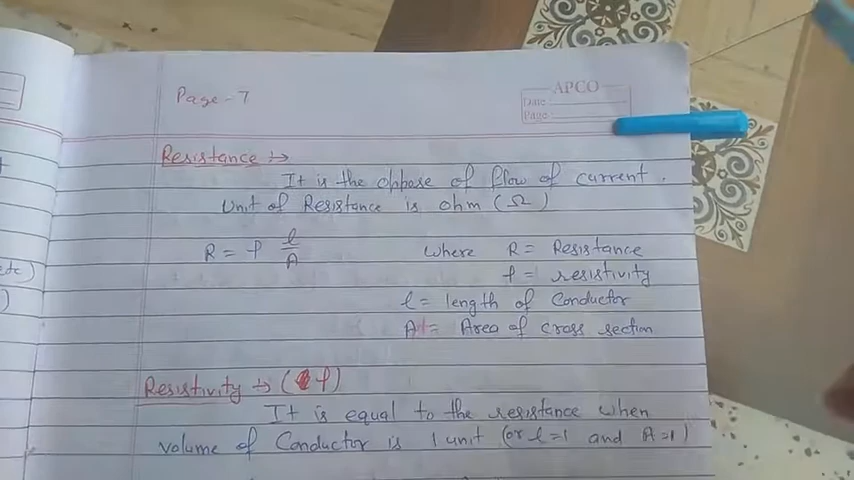 Page - 7
APCO
Date :
Page :
Resistance :→
It is the oppose of flow of current.
Unit of Resistance is ohm (Ω)
R = ρ l/A
where R = Resistance
ρ = resistivity
l = length of Conductor
A = Area of cross section
Resistivity :→ (ρ)
It is equal to the resistance when
volume of Conductor is 1 unit (or l=1 and A=1)